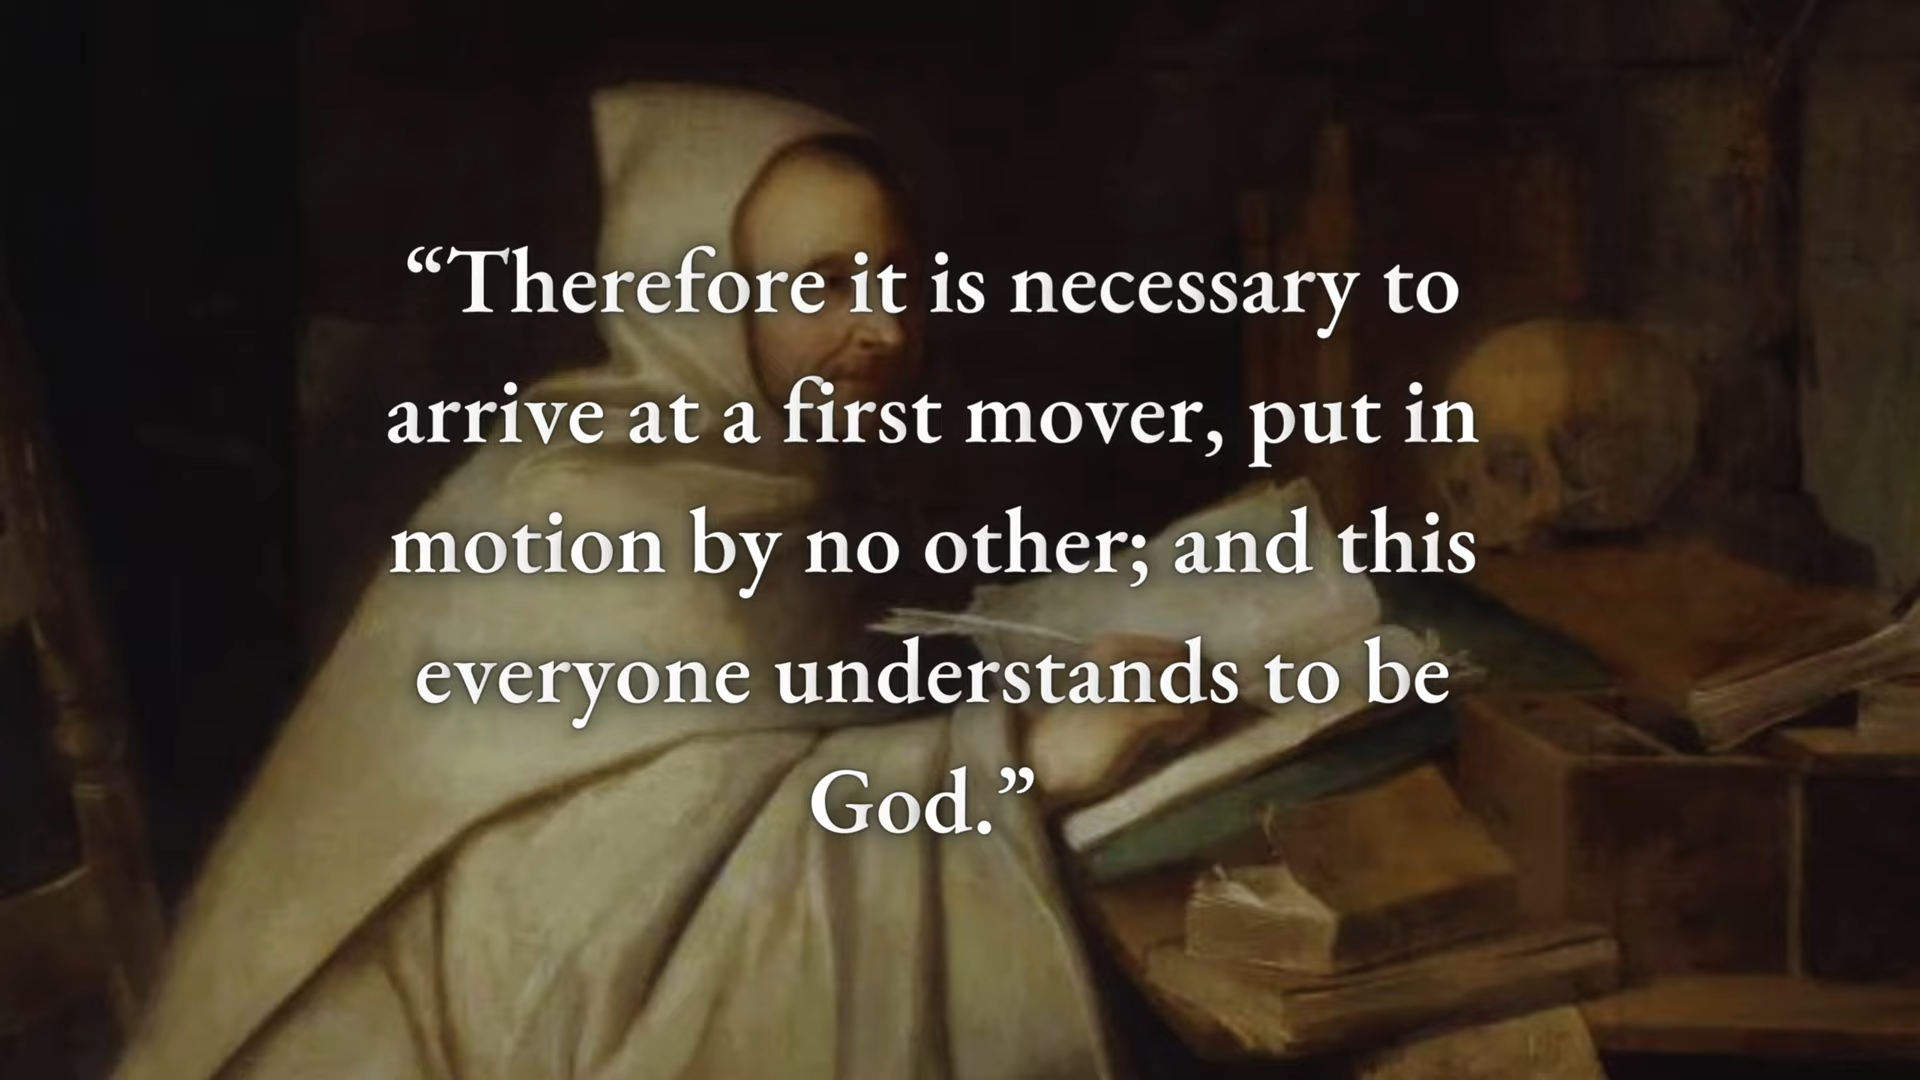 “Therefore it is necessary to
arrive at a first mover, put in
motion by no other; and this
everyone understands to be
God.”